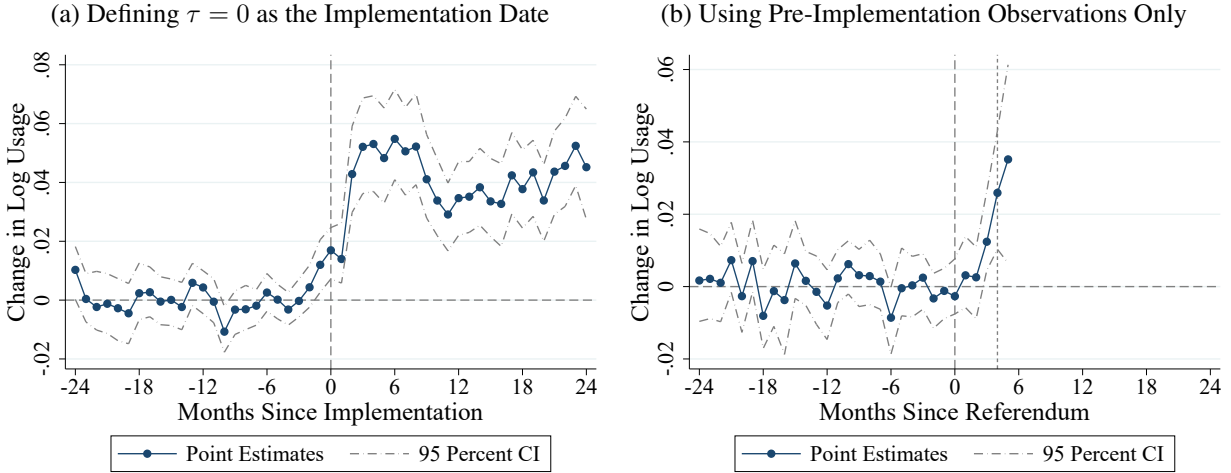 (a) Defining τ = 0 as the Implementation Date
Change in Log Usage
.08
.06
.04
.02
0
-.02
-24 -18 -12 -6 0 6 12 18 24
Months Since Implementation
Point Estimates 95 Percent CI
(b) Using Pre-Implementation Observations Only
Change in Log Usage
.06
.04
.02
0
-.02
-24 -18 -12 -6 0 6 12 18 24
Months Since Referendum
Point Estimates 95 Percent CI